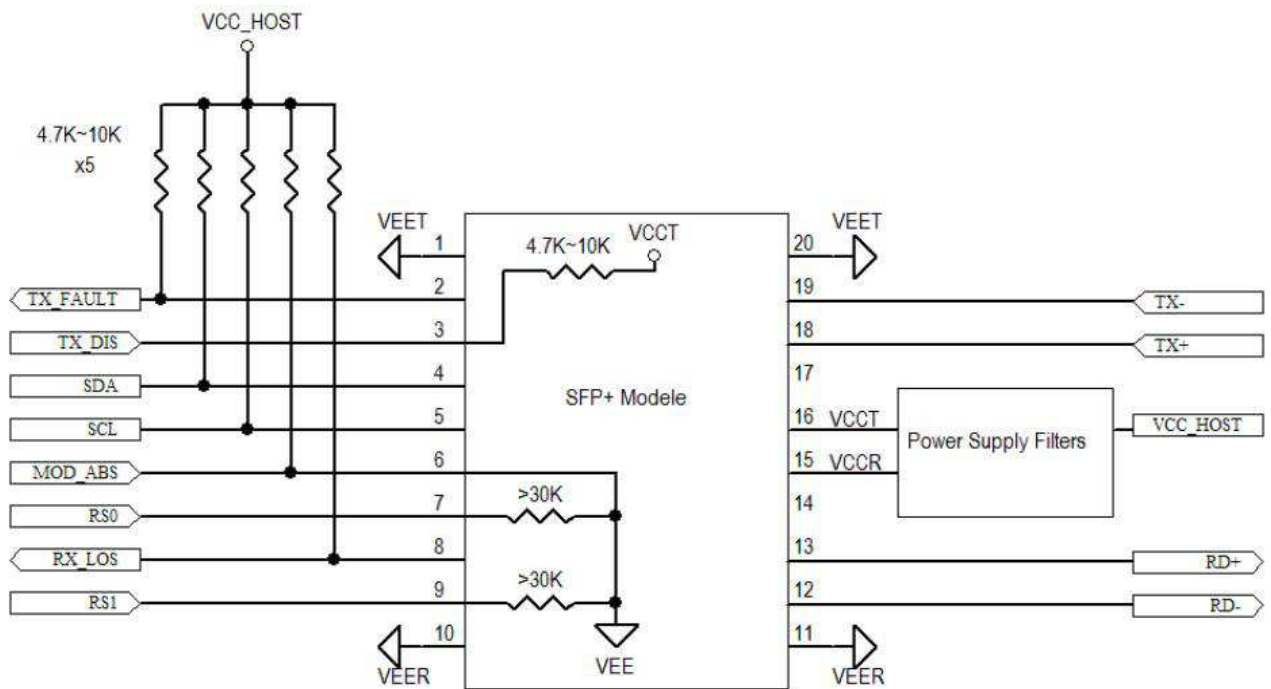 VCC_HOST
4.7K~10K
x5
VEET
1
2
3
4
5
6
7
8
9
10
VEER
TX_FAULT
TX_DIS
SDA
SCL
MOD_ABS
RS0
RX_LOS
RS1
4.7K~10K
VCCT
SFP+ Modele
>30K
>30K
VEE
VEET
20
19
18
17
16
15
14
13
12
11
VEER
VCCT
VCCR
Power Supply Filters
TX-
TX+
VCC_HOST
RD+
RD-